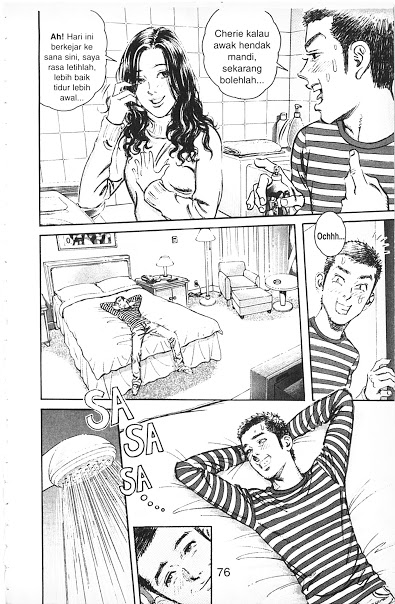 Ah! Hari ini
berkejar ke
sana sini, saya
rasa letihlah,
lebih baik
tidur lebih
awal...
Cherie kalau
awak hendak
mandi,
sekarang
bolehlah...
Ochhh...
SA
SA
SA....
76